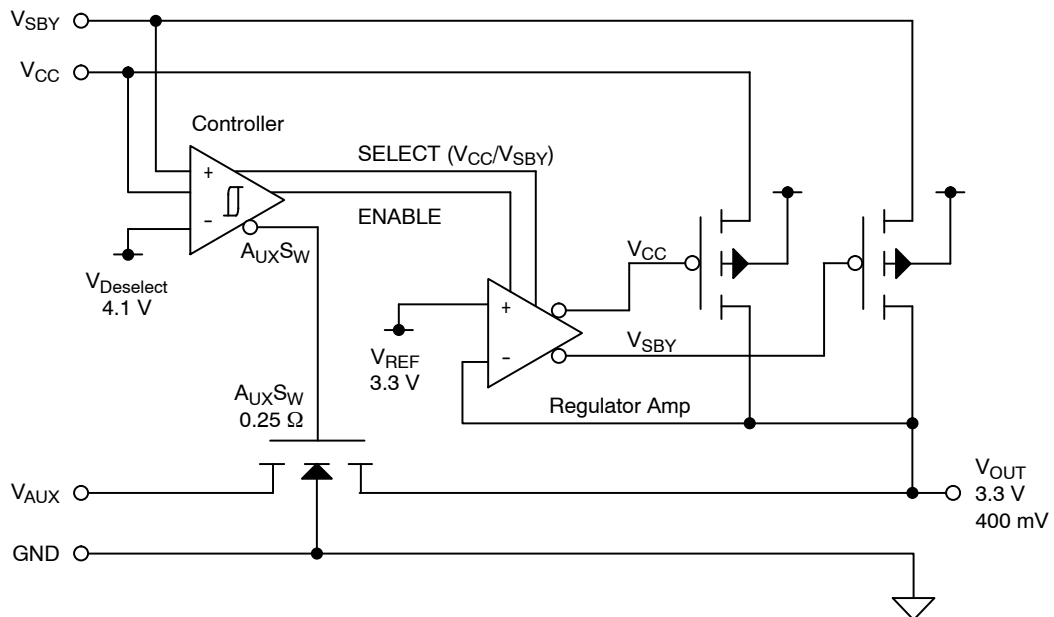 VSBY
VCC
Controller
SELECT (VCC/VSBY)
+
ENABLE
-
AUXSW
VDeselect
4.1 V
VCC
+
VREF
3.3 V
-
VSBY
AUXSW
0.25 Ω
Regulator Amp
VAUX
VOUT
3.3 V
400 mV
GND